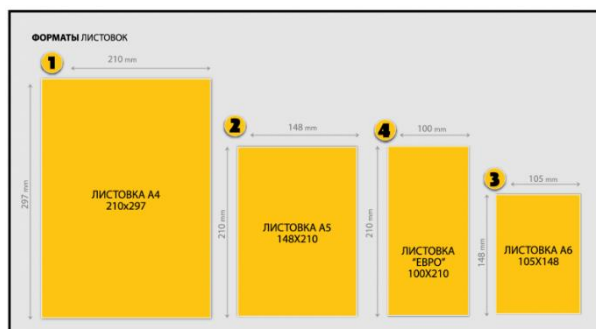 ФОРМАТЫ ЛИСТОВОК
1
210 mm
297 mm
ЛИСТОВКА А4
210x297
2
148 mm
210 mm
ЛИСТОВКА А5
148X210
4
100 mm
210 mm
ЛИСТОВКА
"ЕВРО"
100X210
3
105 mm
148 mm
ЛИСТОВКА А6
105X148